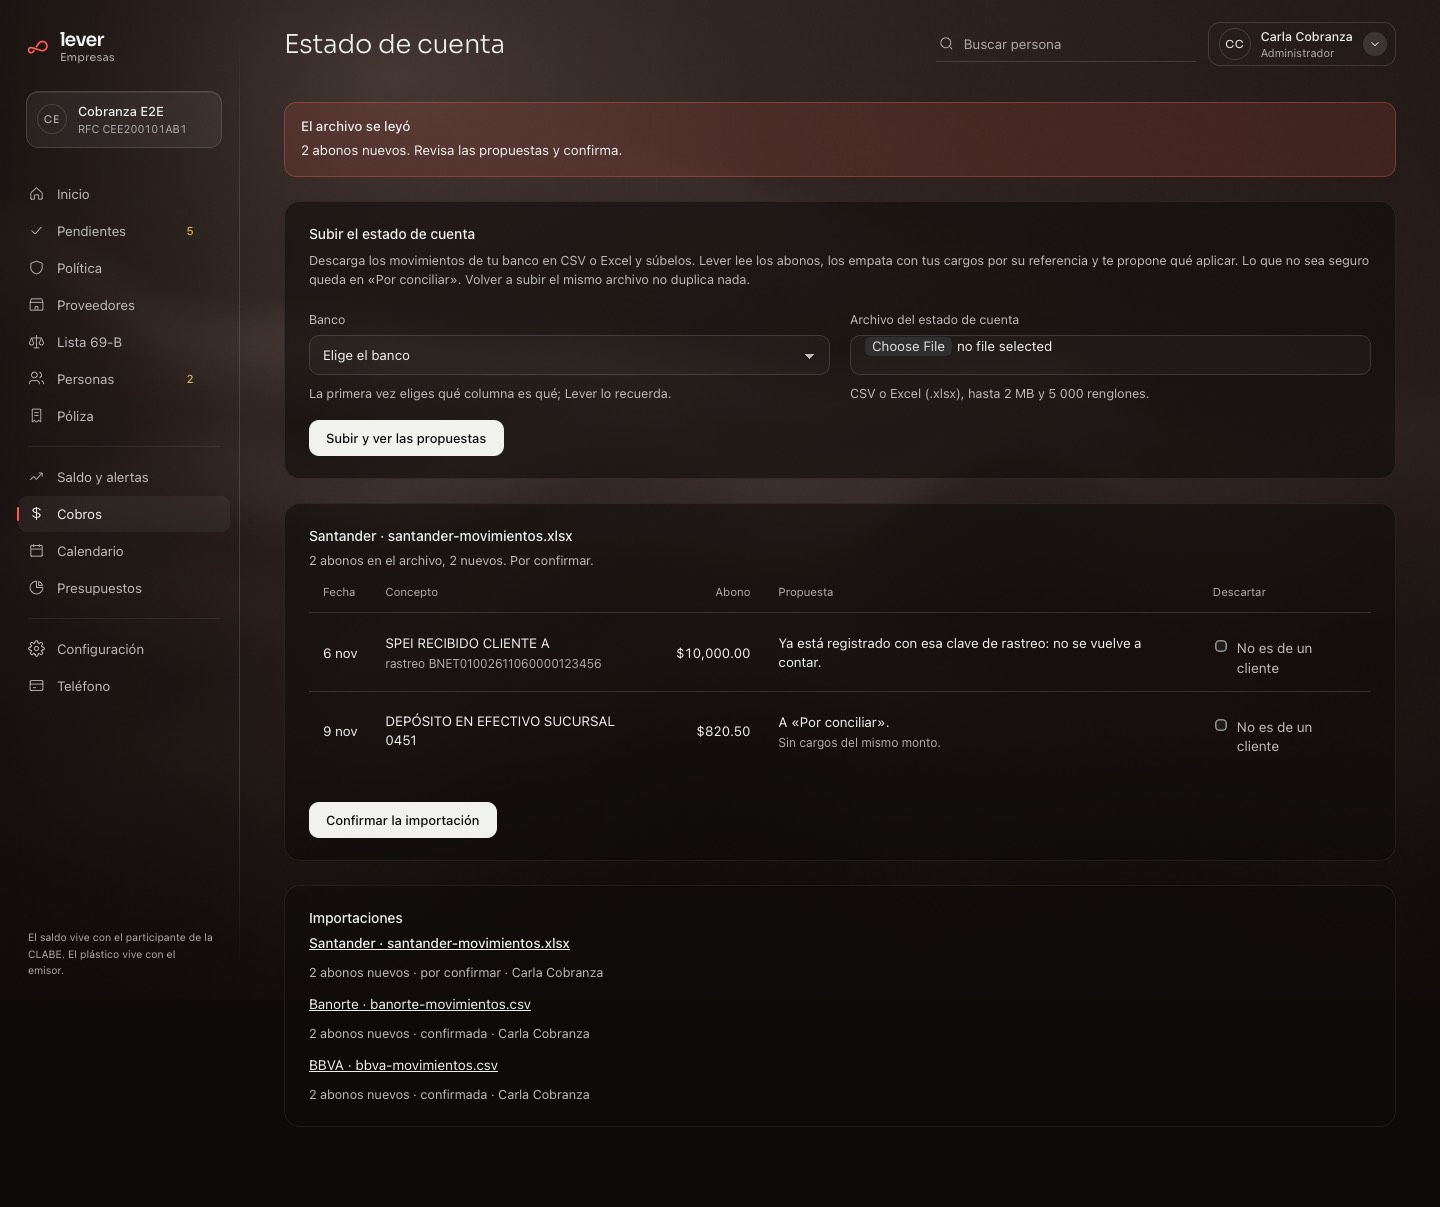 lever
Empresas
Estado de cuenta
Buscar persona
CC
Carla Cobranza
Administrador
CE
Cobranza E2E
RFC CEE200101AB1
Inicio
Pendientes 5
Política
Proveedores
Lista 69-B
Personas 2
Póliza
Saldo y alertas
Cobros
Calendario
Presupuestos
Configuración
Teléfono
El saldo vive con el participante de la
CLABE. El plástico vive con el
emisor.
El archivo se leyó
2 abonos nuevos. Revisa las propuestas y confirma.
Subir el estado de cuenta
Descarga los movimientos de tu banco en CSV o Excel y súbelos. Lever lee los abonos, los empata con tus cargos por su referencia y te propone qué aplicar. Lo que no sea seguro
queda en «Por conciliar». Volver a subir el mismo archivo no duplica nada.
Banco
Elige el banco
La primera vez eliges qué columna es qué; Lever lo recuerda.
Archivo del estado de cuenta
Choose File no file selected
CSV o Excel (.xlsx), hasta 2 MB y 5 000 renglones.
Subir y ver las propuestas
Santander · santander-movimientos.xlsx
2 abonos en el archivo, 2 nuevos. Por confirmar.
Fecha Concepto Abono Propuesta Descartar
6 nov
SPEI RECIBIDO CLIENTE A
rastreo BNET01002611060000123456
$10,000.00
Ya está registrado con esa clave de rastreo: no se vuelve a
contar.
No es de un
cliente
9 nov
DEPÓSITO EN EFECTIVO SUCURSAL
0451
$820.50
A «Por conciliar».
Sin cargos del mismo monto.
No es de un
cliente
Confirmar la importación
Importaciones
Santander · santander-movimientos.xlsx
2 abonos nuevos · por confirmar · Carla Cobranza
Banorte · banorte-movimientos.csv
2 abonos nuevos · confirmada · Carla Cobranza
BBVA · bbva-movimientos.csv
2 abonos nuevos · confirmada · Carla Cobranza